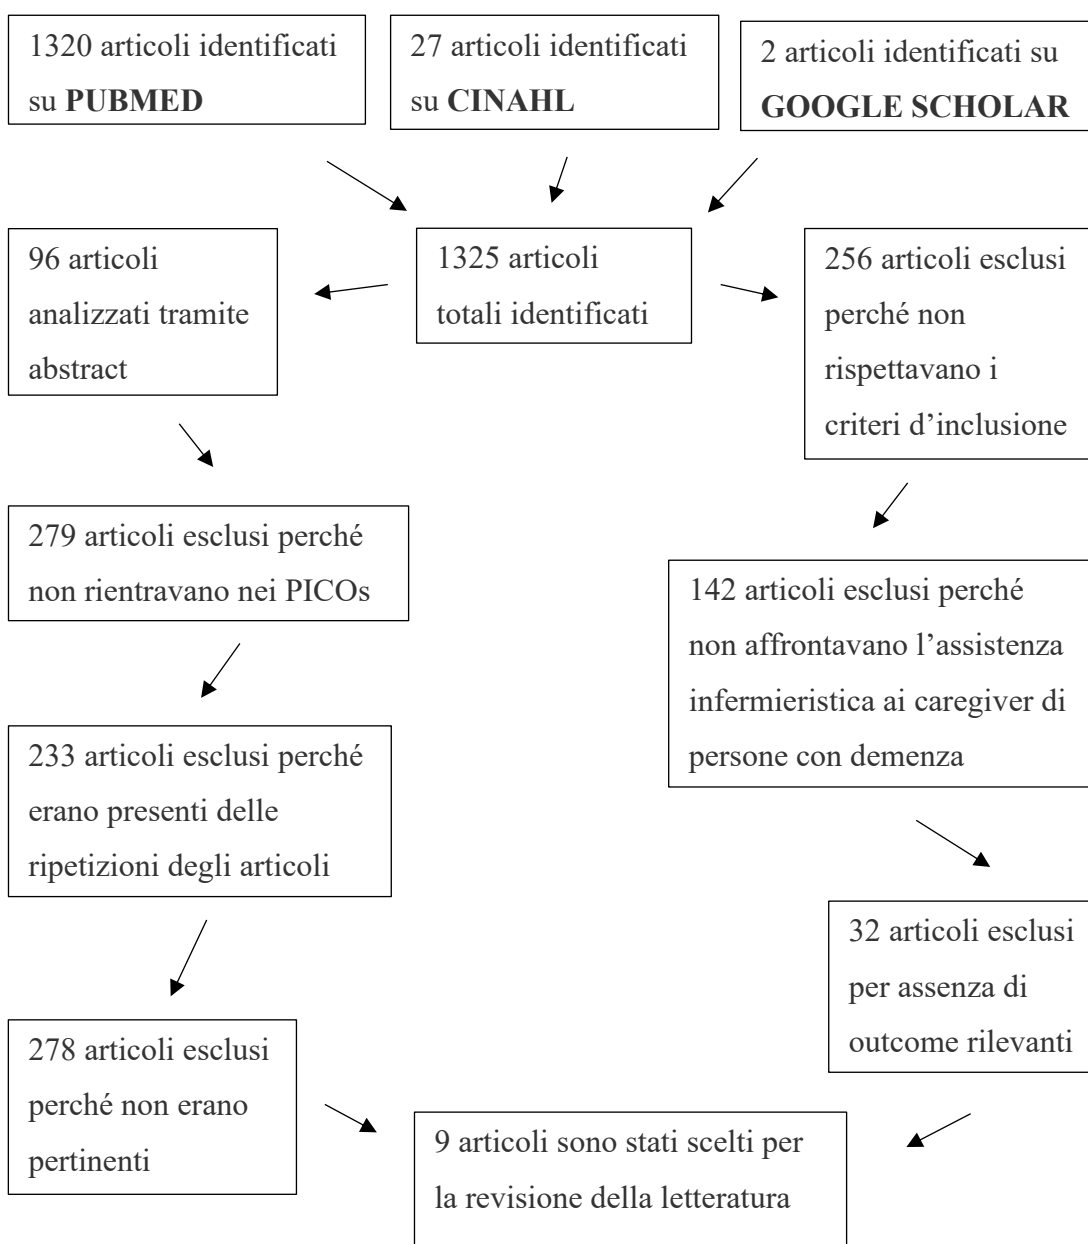 1320 articoli identificati
su PUBMED
27 articoli identificati
su CINAHL
2 articoli identificati su
GOOGLE SCHOLAR
96 articoli
analizzati tramite
abstract
1325 articoli
totali identificati
256 articoli esclusi
perché non
rispettavano i
criteri d’inclusione
279 articoli esclusi perché
non rientravano nei PICOs
142 articoli esclusi perché
non affrontavano l’assistenza
infermieristica ai caregiver di
persone con demenza
233 articoli esclusi perché
erano presenti delle
ripetizioni degli articoli
32 articoli esclusi
per assenza di
outcome rilevanti
278 articoli esclusi
perché non erano
pertinenti
9 articoli sono stati scelti per
la revisione della letteratura